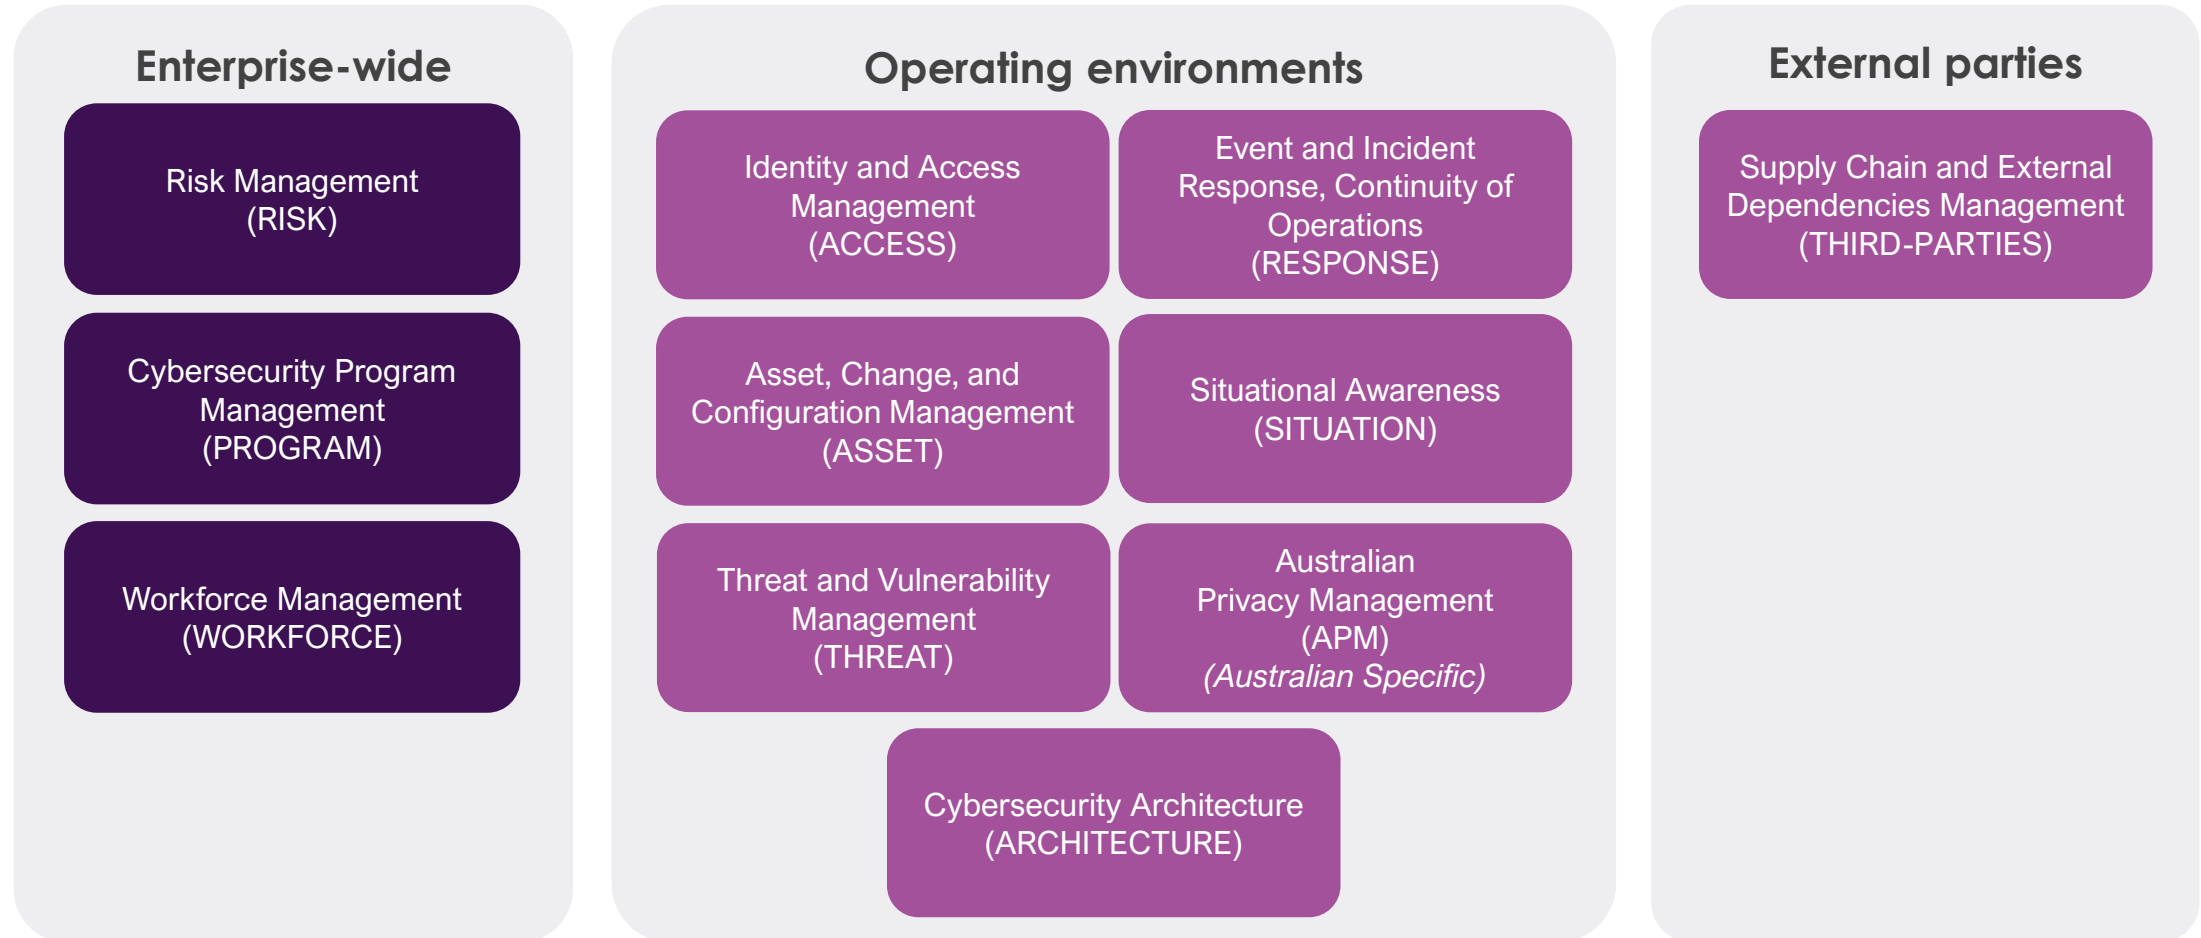 Enterprise-wide
Risk Management
(RISK)
Cybersecurity Program
Management
(PROGRAM)
Workforce Management
(WORKFORCE)
Operating environments
Identity and Access
Management
(ACCESS)
Event and Incident
Response, Continuity of
Operations
(RESPONSE)
Asset, Change, and
Configuration Management
(ASSET)
Situational Awareness
(SITUATION)
Threat and Vulnerability
Management
(THREAT)
Australian
Privacy Management
(APM)
(Australian Specific)
Cybersecurity Architecture
(ARCHITECTURE)
External parties
Supply Chain and External
Dependencies Management
(THIRD-PARTIES)